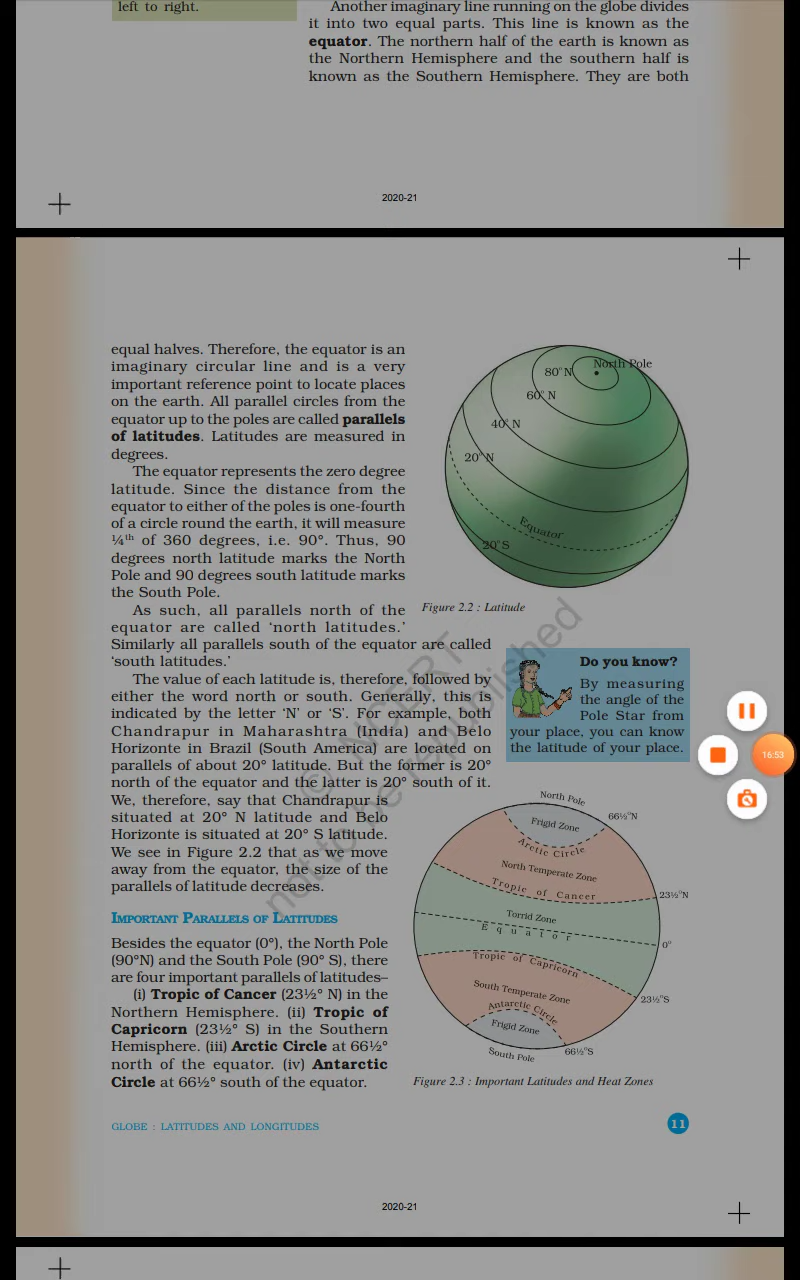 left to right.
Another imaginary line running on the globe divides
it into two equal parts. This line is known as the
equator. The northern half of the earth is known as
the Northern Hemisphere and the southern half is
known as the Southern Hemisphere. They are both
2020-21
equal halves. Therefore, the equator is an
imaginary circular line and is a very
important reference point to locate places
on the earth. All parallel circles from the
equator up to the poles are called parallels
of latitudes. Latitudes are measured in
degrees.
The equator represents the zero degree
latitude. Since the distance from the
equator to either of the poles is one-fourth
of a circle round the earth, it will measure
¼th of 360 degrees, i.e. 90°. Thus, 90
degrees north latitude marks the North
Pole and 90 degrees south latitude marks
the South Pole.
As such, all parallels north of the
equator are called ‘north latitudes.’
Similarly all parallels south of the equator are called
‘south latitudes.’
The value of each latitude is, therefore, followed by
either the word north or south. Generally, this is
indicated by the letter ‘N’ or ‘S’. For example, both
Chandrapur in Maharashtra (India) and Belo
Horizonte in Brazil (South America) are located on
parallels of about 20° latitude. But the former is 20°
north of the equator and the latter is 20° south of it.
We, therefore, say that Chandrapur is
situated at 20° N latitude and Belo
Horizonte is situated at 20° S latitude.
We see in Figure 2.2 that as we move
away from the equator, the size of the
parallels of latitude decreases.
North Pole
80°N
60° N
40° N
20° N
Equator
20° S
Figure 2.2 : Latitude
Do you know?
By measuring
the angle of the
Pole Star from
your place, you can know
the latitude of your place.
16:53
Important Parallels of Latitudes
Besides the equator (0°), the North Pole
(90°N) and the South Pole (90° S), there
are four important parallels of latitudes–
(i) Tropic of Cancer (23½° N) in the
Northern Hemisphere. (ii) Tropic of
Capricorn (23½° S) in the Southern
Hemisphere. (iii) Arctic Circle at 66½°
north of the equator. (iv) Antarctic
Circle at 66½° south of the equator.
North Pole
66½°N
Frigid Zone
Arctic Circle
North Temperate Zone
Tropic of Cancer
23½°N
Torrid Zone
Equator
0°
Tropic of Capricorn
South Temperate Zone
23½°S
Antarctic Circle
Frigid Zone
South Pole
66½°S
Figure 2.3 : Important Latitudes and Heat Zones
© NCERT
not to be republished
GLOBE : LATITUDES AND LONGITUDES
11
2020-21